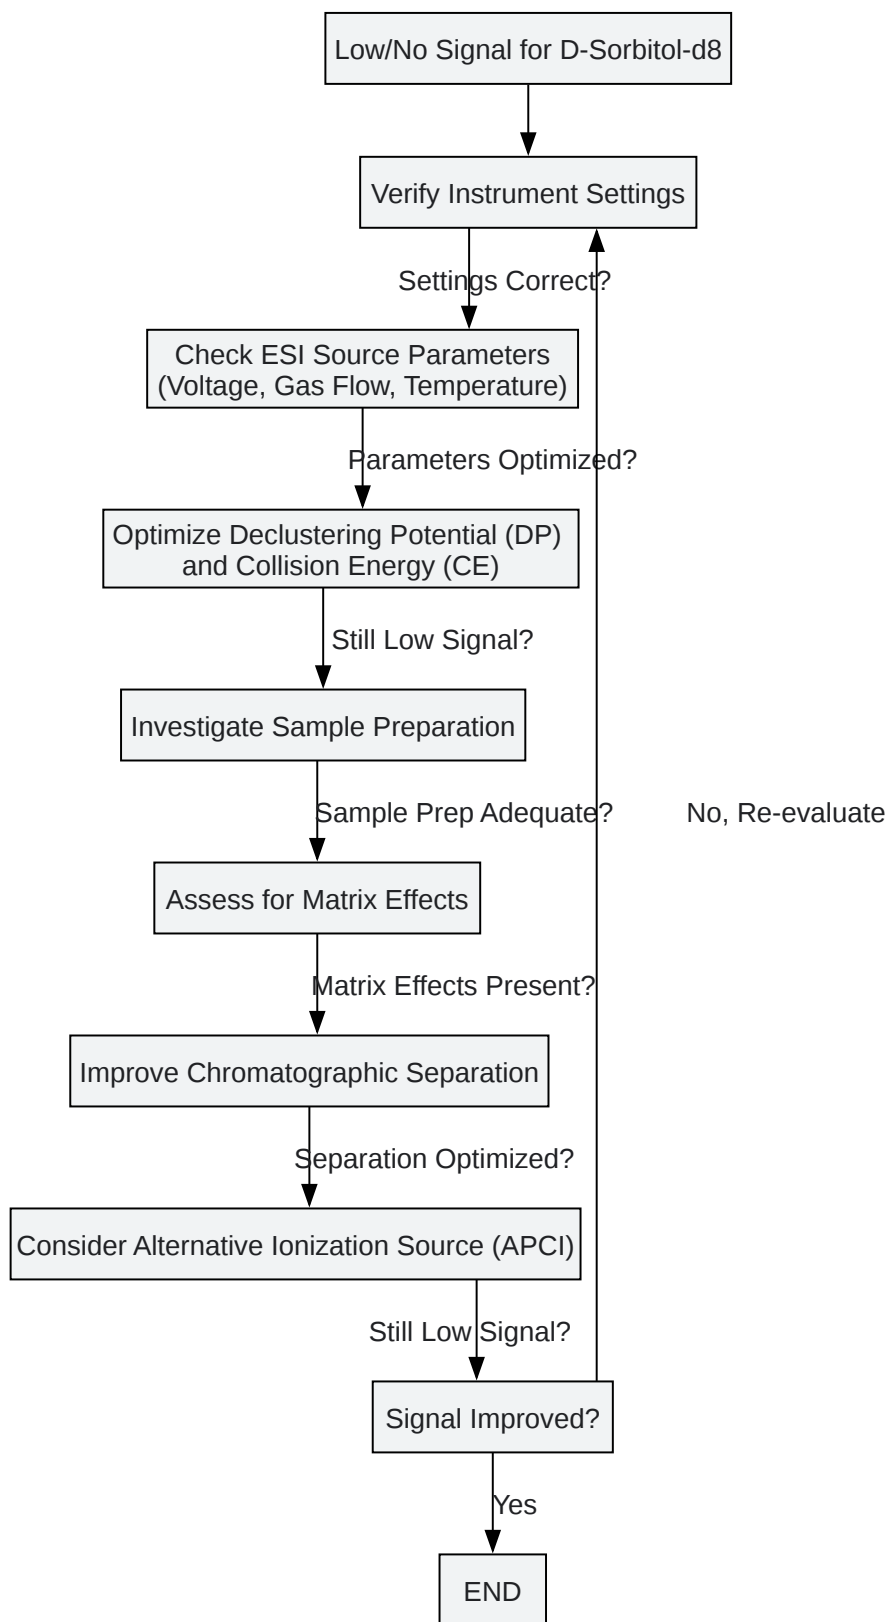 Low/No Signal for D-Sorbitol-d8
Verify Instrument Settings
Settings Correct?
Check ESI Source Parameters
(Voltage, Gas Flow, Temperature)
Parameters Optimized?
Optimize Declustering Potential (DP)
and Collision Energy (CE)
Still Low Signal?
Investigate Sample Preparation
Sample Prep Adequate?
No, Re-evaluate
Assess for Matrix Effects
Matrix Effects Present?
Improve Chromatographic Separation
Separation Optimized?
Consider Alternative Ionization Source (APCI)
Still Low Signal?
Signal Improved?
Yes
END